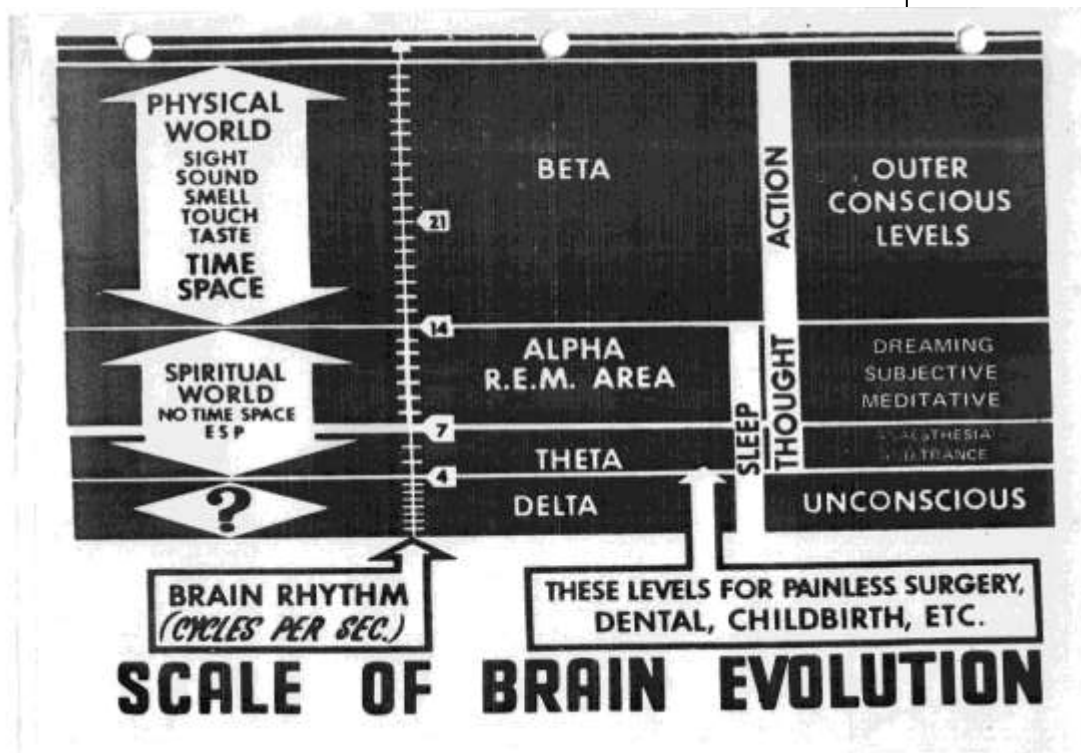 PHYSICAL
WORLD
SIGHT
SOUND
SMELL
TOUCH
TASTE
TIME
SPACE
SPIRITUAL
WORLD
NO TIME SPACE
E S P
?
21
14
7
4
BETA
ALPHA
R.E.M. AREA
THETA
DELTA
SLEEP
ACTION
THOUGHT
OUTER
CONSCIOUS
LEVELS
DREAMING
SUBJECTIVE
MEDITATIVE
UNCONSCIOUS
BRAIN RHYTHM
(CYCLES PER SEC.)
THESE LEVELS FOR PAINLESS SURGERY,
DENTAL, CHILDBIRTH, ETC.
SCALE OF BRAIN EVOLUTION